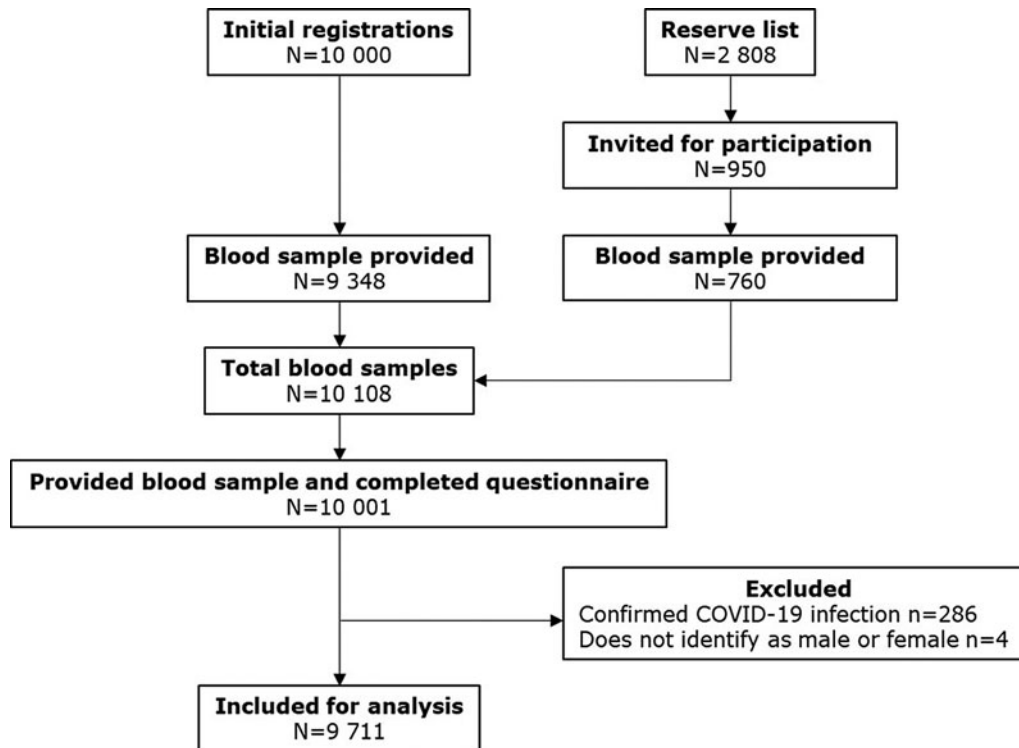 Initial registrations
N=10 000
Reserve list
N=2 808
Invited for participation
N=950
Blood sample provided
N=9 348
Blood sample provided
N=760
Total blood samples
N=10 108
Provided blood sample and completed questionnaire
N=10 001
Excluded
Confirmed COVID-19 infection n=286
Does not identify as male or female n=4
Included for analysis
N=9 711